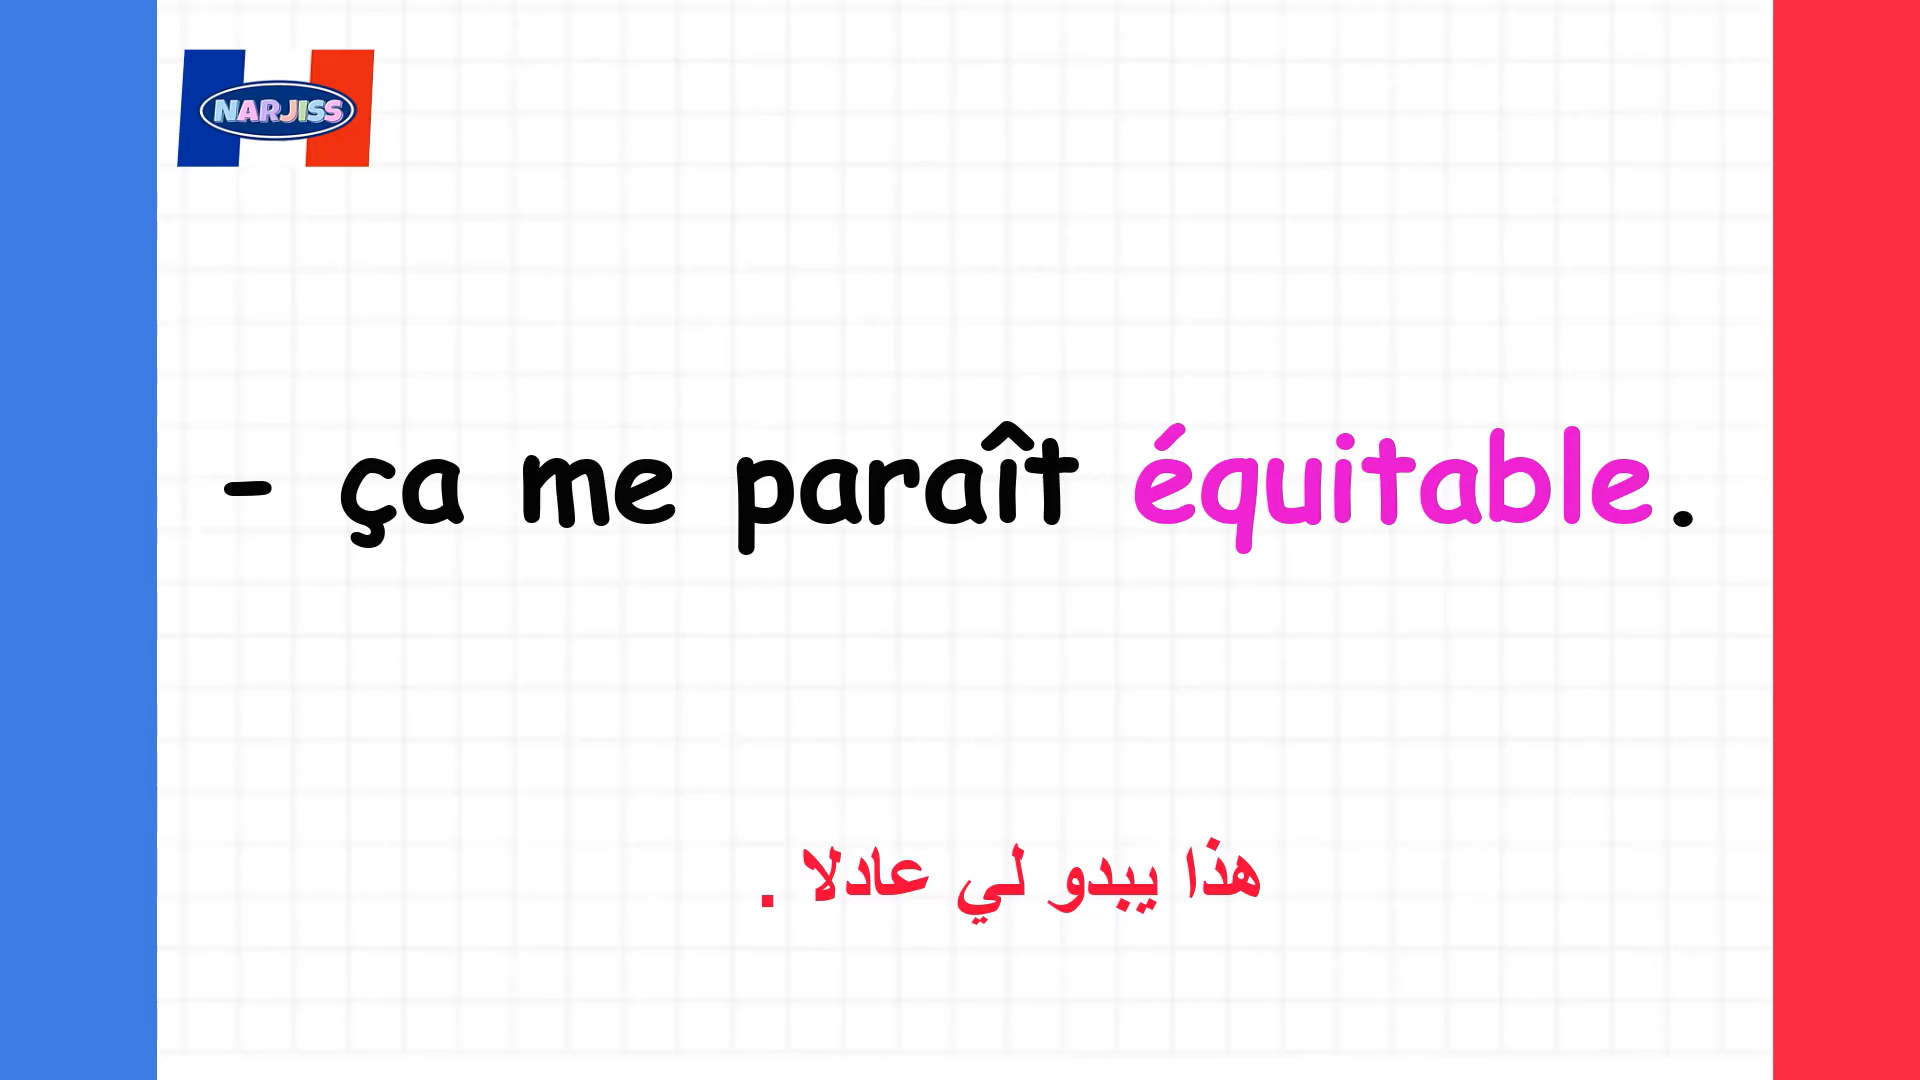 NARJISS
- ça me paraît équitable.
هذا يبدو لي عادلا .